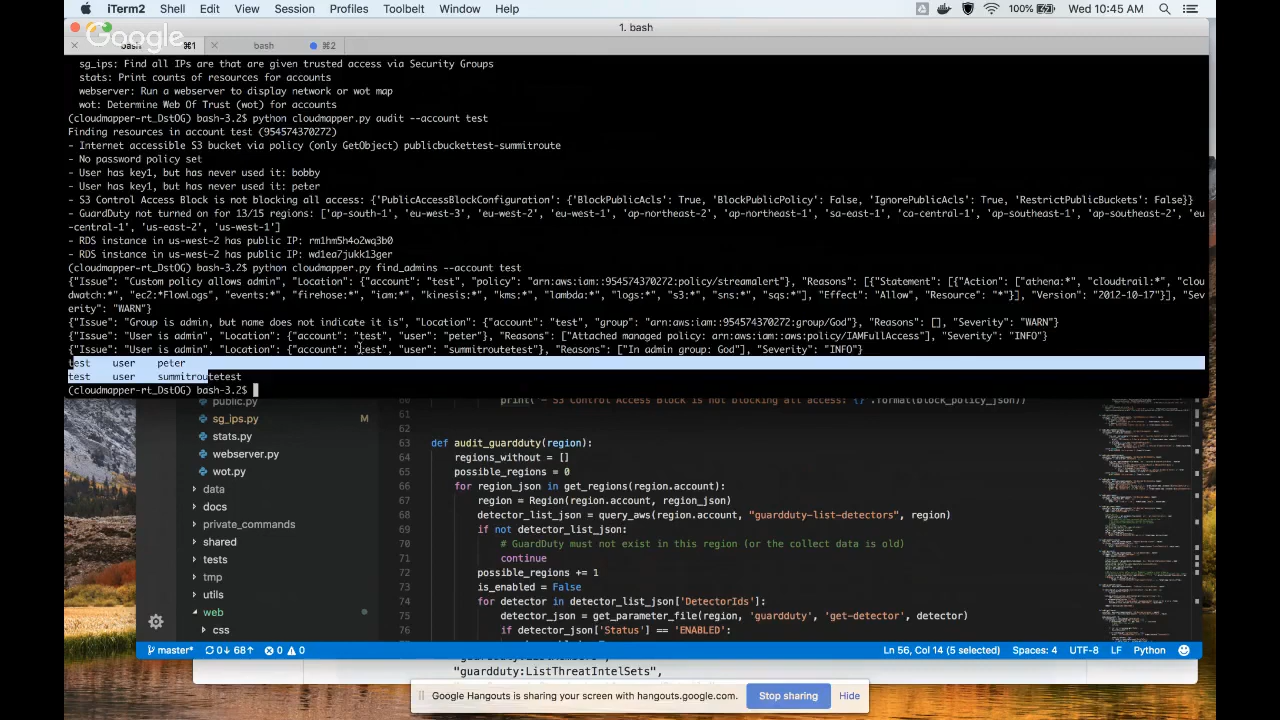 iTerm2 Shell Edit View Session Profiles Toolbelt Window Help 100% Wed 10:45 AM
1. bash
Google
bash ⌘1 bash ⌘2
sg_ips: Find all IPs are that are given trusted access via Security Groups
stats: Print counts of resources for accounts
webserver: Run a webserver to display network or wot map
wot: Determine Web Of Trust (wot) for accounts
(cloudmapper-rt_DstOG) bash-3.2$ python cloudmapper.py audit --account test
Finding resources in account test (954574370272)
- Internet accessible S3 bucket via policy (only GetObject) publicbuckettest-summitroute
- No password policy set
- User has key1, but has never used it: bobby
- User has key1, but has never used it: peter
- S3 Control Access Block is not blocking all access: {'PublicAccessBlockConfiguration': {'BlockPublicAcls': True, 'BlockPublicPolicy': False, 'IgnorePublicAcls': True, 'RestrictPublicBuckets': False}}
- GuardDuty not turned on for 13/15 regions: ['ap-south-1', 'eu-west-3', 'eu-west-2', 'eu-west-1', 'ap-northeast-2', 'ap-northeast-1', 'sa-east-1', 'ca-central-1', 'ap-southeast-1', 'ap-southeast-2', 'eu
-central-1', 'us-east-2', 'us-west-1']
- RDS instance in us-west-2 has public IP: rm1hm5h4o2wq3b0
- RDS instance in us-west-2 has public IP: wd1ea7jukk13ger
(cloudmapper-rt_DstOG) bash-3.2$ python cloudmapper.py find_admins --account test
{"Issue": "Custom policy allows admin", "Location": {"account": "test", "policy": "arn:aws:iam::954574370272:policy/streamalert"}, "Reasons": [{"Statement": [{"Action": ["athena:*", "cloudtrail:*", "clou
dwatch:*", "ec2:*FlowLogs", "events:*", "firehose:*", "iam:*", "kinesis:*", "kms:*", "lambda:*", "logs:*", "s3:*", "sns:*", "sqs:*"], "Effect": "Allow", "Resource": "*"}], "Version": "2012-10-17"}], "Sev
erity": "WARN"}
{"Issue": "Group is admin, but name does not indicate it is", "Location": {"account": "test", "group": "arn:aws:iam::954574370272:group/God"}, "Reasons": [], "Severity": "WARN"}
{"Issue": "User is admin", "Location": {"account": "test", "user": "peter"}, "Reasons": ["Attached managed policy: arn:aws:iam::aws:policy/IAMFullAccess"], "Severity": "INFO"}
{"Issue": "User is admin", "Location": {"account": "test", "user": "summitroutetest"}, "Reasons": ["In admin group: God"], "Severity": "INFO"}
test user peter
test user summitroutetest
(cloudmapper-rt_DstOG) bash-3.2$
public.py
sg_ips.py M
stats.py
webserver.py
wot.py
data
docs
private_commands
shared
tests
tmp
utils
web
css
60 print('- S3 Control Access Block is not blocking all access: {}'.format(block_policy_json))
61
62
63 def audit_guardduty(region):
64 regions_without = []
65 possible_regions = 0
66 for region_json in get_regions(region.account):
67 region = Region(region.account, region_json)
68 detector_list_json = query_aws(region.account, "guardduty-list-detectors", region)
69 if not detector_list_json:
70 # GuardDuty must not exist in this region (or the collect data is old)
71 continue
72 possible_regions += 1
73 is_enabled = False
74 for detector in detector_list_json['DetectorIds']:
75 detector_json = get_parameter_file(region, 'guardduty', 'get-detector', detector)
76 if detector_json['Status'] == 'ENABLED':
master* 0↓ 68↑ 0 0 Ln 56, Col 14 (5 selected) Spaces: 4 UTF-8 LF Python
"guardduty:ListThreatIntelSets",
Google Hangouts is sharing your screen with hangouts.google.com. Stop sharing Hide